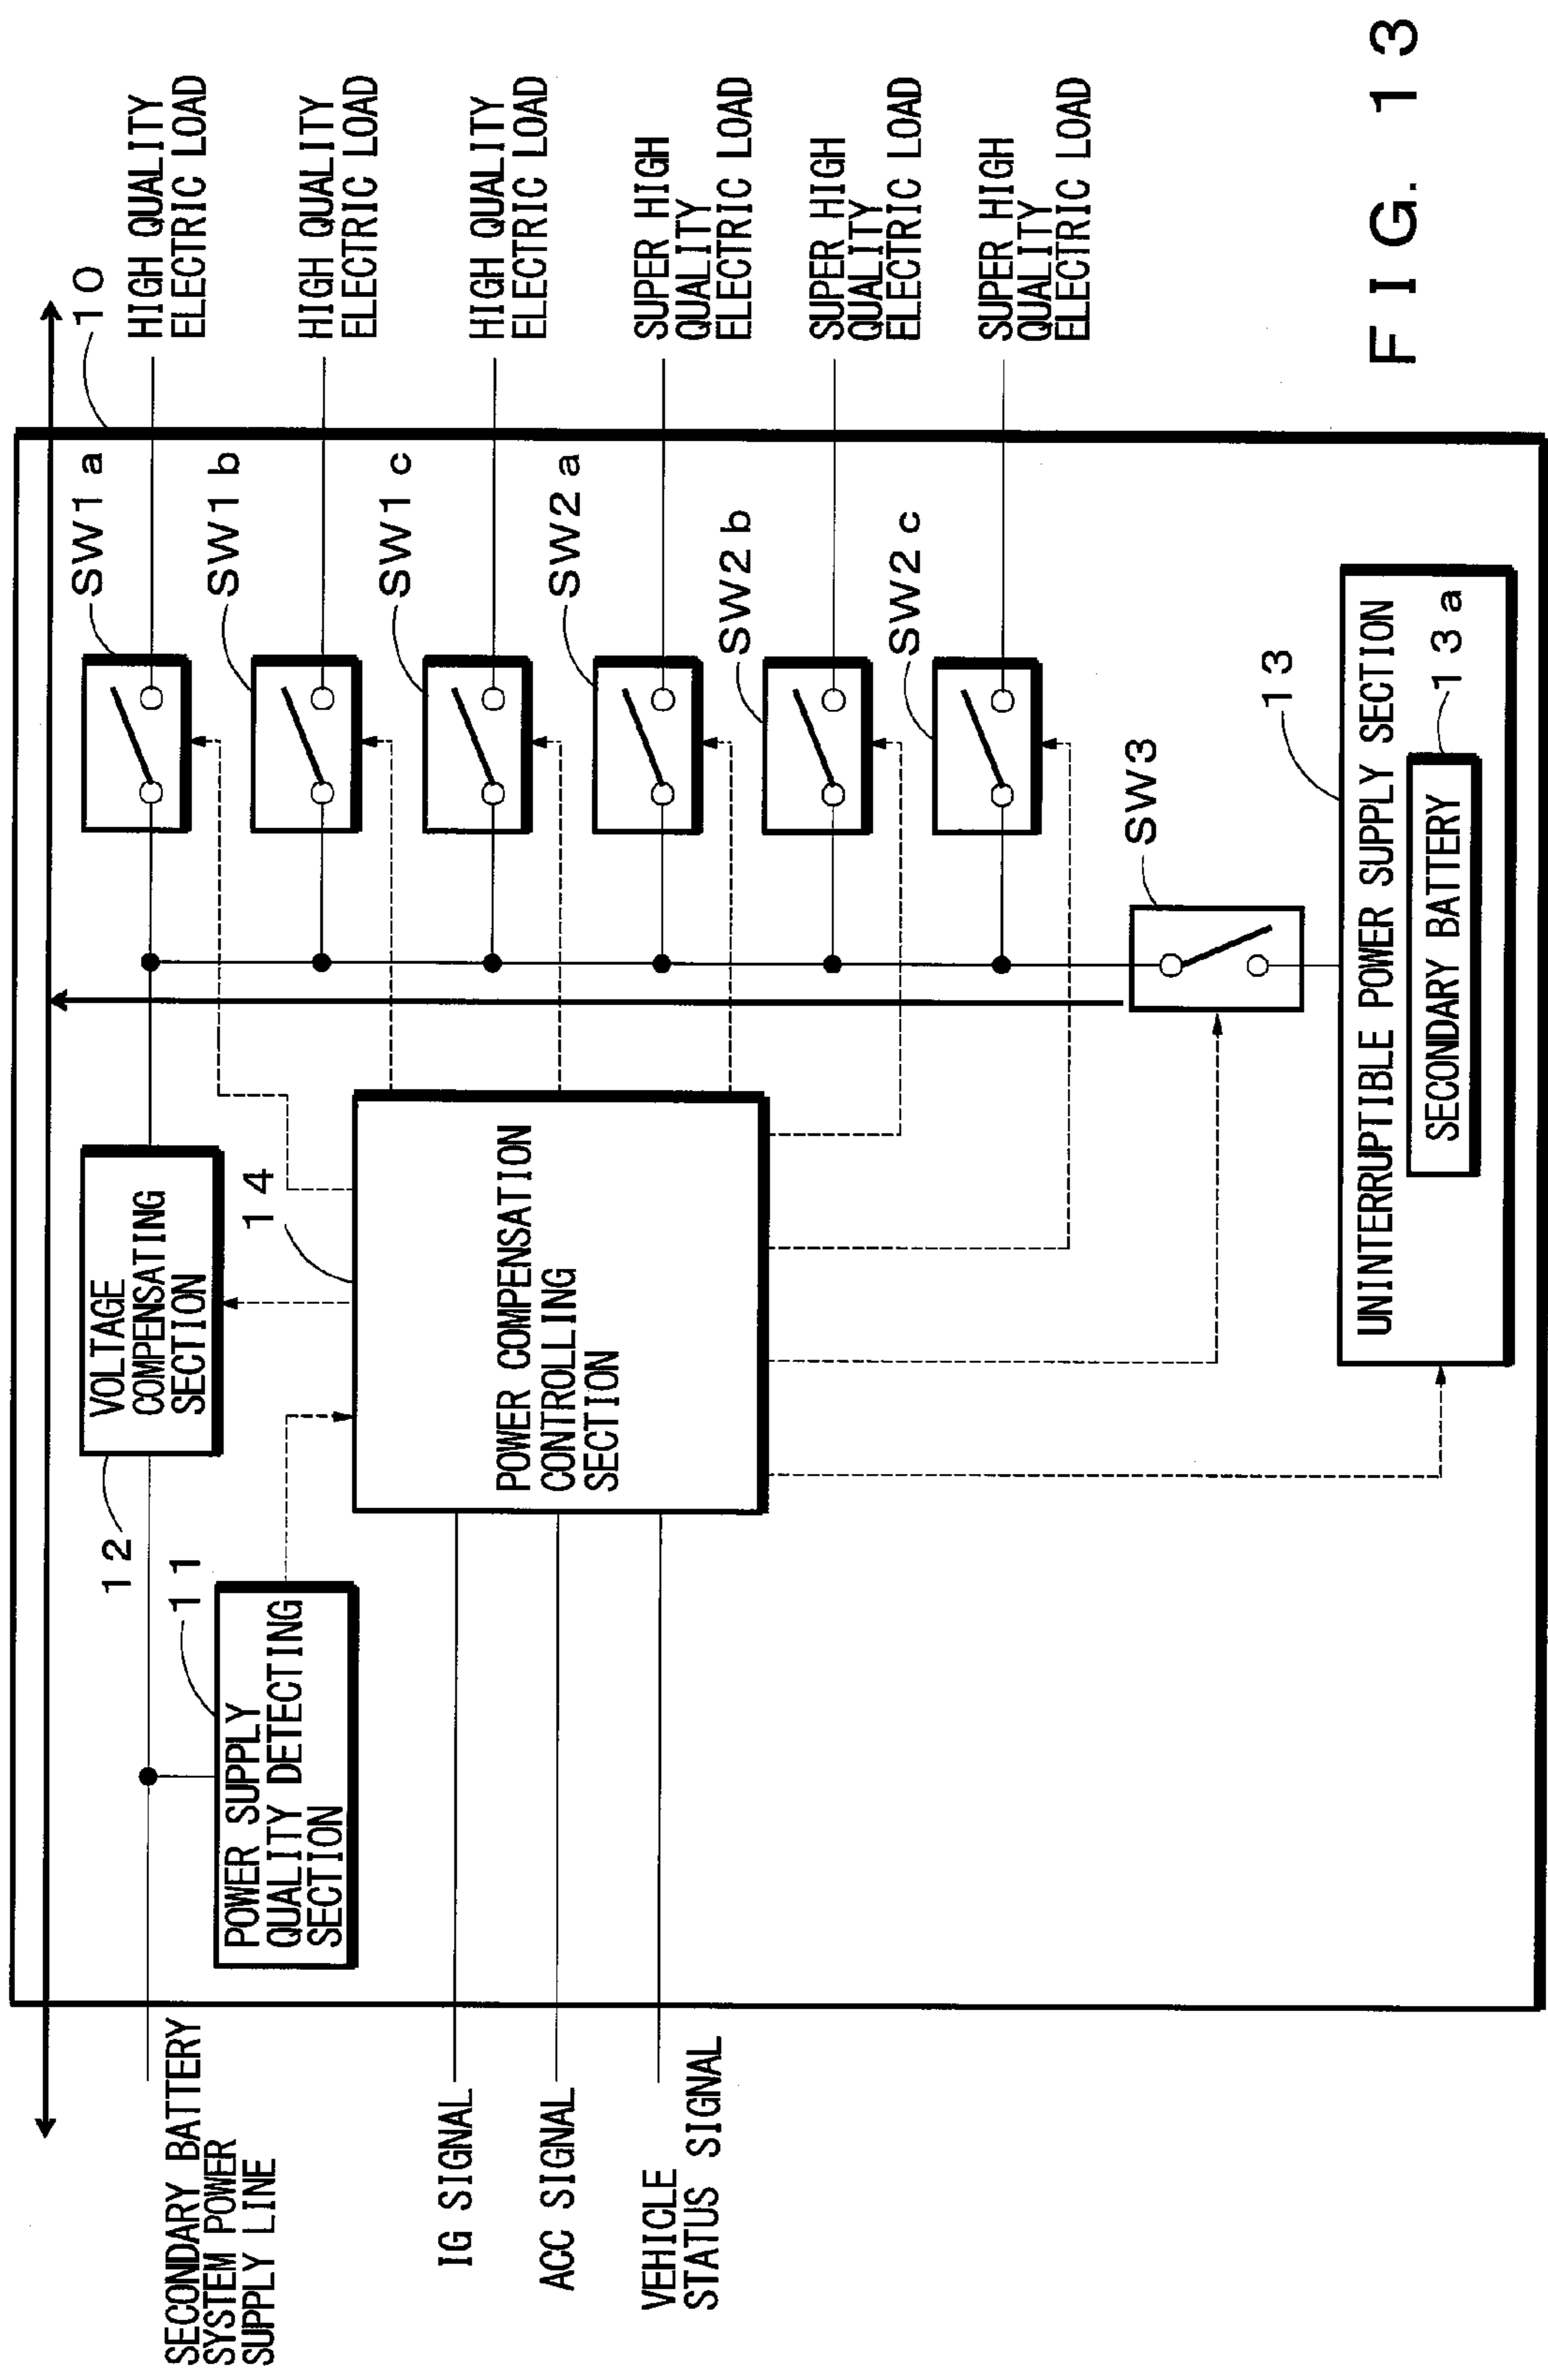 10
SECONDARY BATTERY
SYSTEM POWER
SUPPLY LINE
12
VOLTAGE
COMPENSATING
SECTION
SW1a
HIGH QUALITY
ELECTRIC LOAD
11
POWER SUPPLY
QUALITY DETECTING
SECTION
14
SW1b
HIGH QUALITY
ELECTRIC LOAD
IG SIGNAL
ACC SIGNAL
VEHICLE
STATUS SIGNAL
POWER COMPENSATION
CONTROLLING
SECTION
SW1c
HIGH QUALITY
ELECTRIC LOAD
SW2a
SUPER HIGH
QUALITY
ELECTRIC LOAD
SW2b
SUPER HIGH
QUALITY
ELECTRIC LOAD
SW2c
SUPER HIGH
QUALITY
ELECTRIC LOAD
SW3
13
UNINTERRUPTIBLE POWER SUPPLY SECTION
SECONDARY BATTERY
13a
FIG. 13